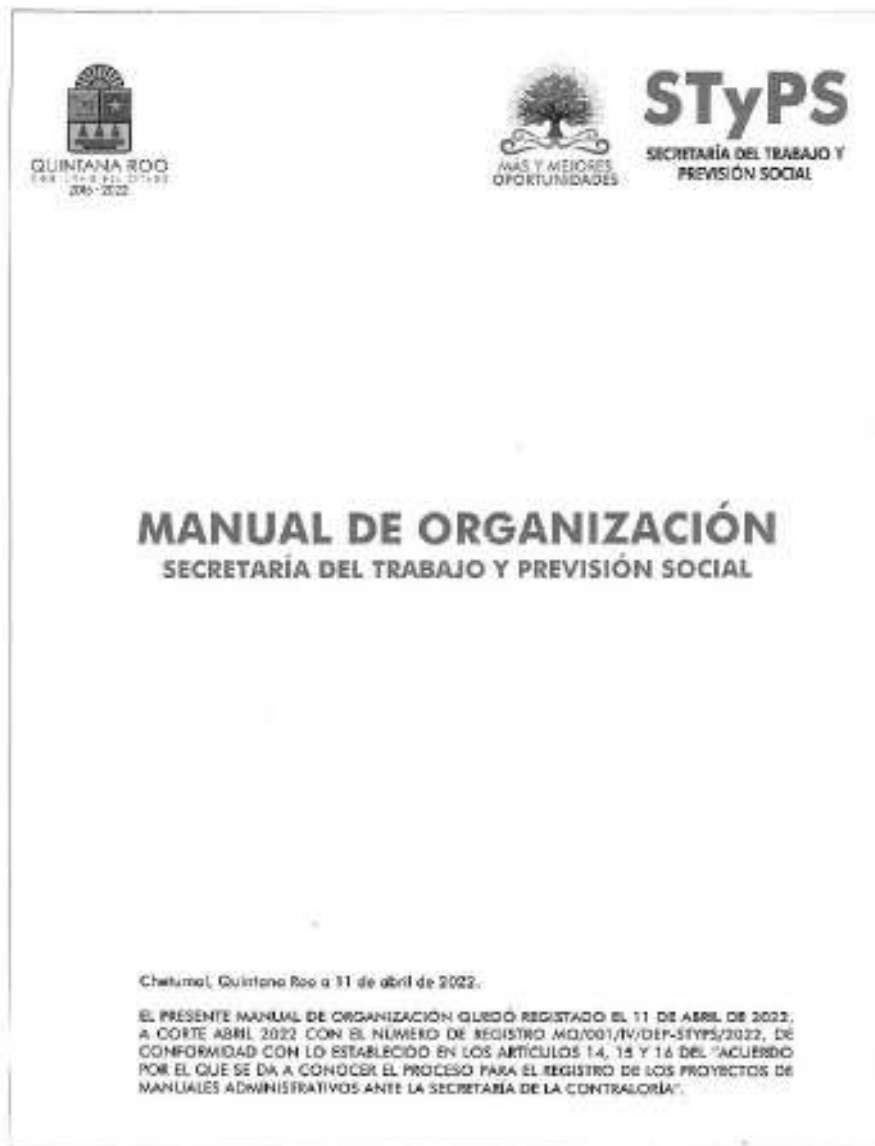 QUINTANA ROO
2016 - 2022
MÁS Y MEJORES
OPORTUNIDADES
STyPS
SECRETARÍA DEL TRABAJO Y
PREVISIÓN SOCIAL
MANUAL DE ORGANIZACIÓN
SECRETARÍA DEL TRABAJO Y PREVISIÓN SOCIAL
Chetumal, Quintana Roo a 11 de abril de 2022.
EL PRESENTE MANUAL DE ORGANIZACIÓN QUEDÓ REGISTADO EL 11 DE ABRIL DE 2022,
A CORTE ABRIL 2022 CON EL NÚMERO DE REGISTRO MO/001/IV/DEP-STYPS/2022, DE
CONFORMIDAD CON LO ESTABLECIDO EN LOS ARTÍCULOS 14, 15 Y 16 DEL "ACUERDO
POR EL QUE SE DA A CONOCER EL PROCESO PARA EL REGISTRO DE LOS PROYECTOS DE
MANUALES ADMINISTRATIVOS ANTE LA SECRETARÍA DE LA CONTRALORÍA".